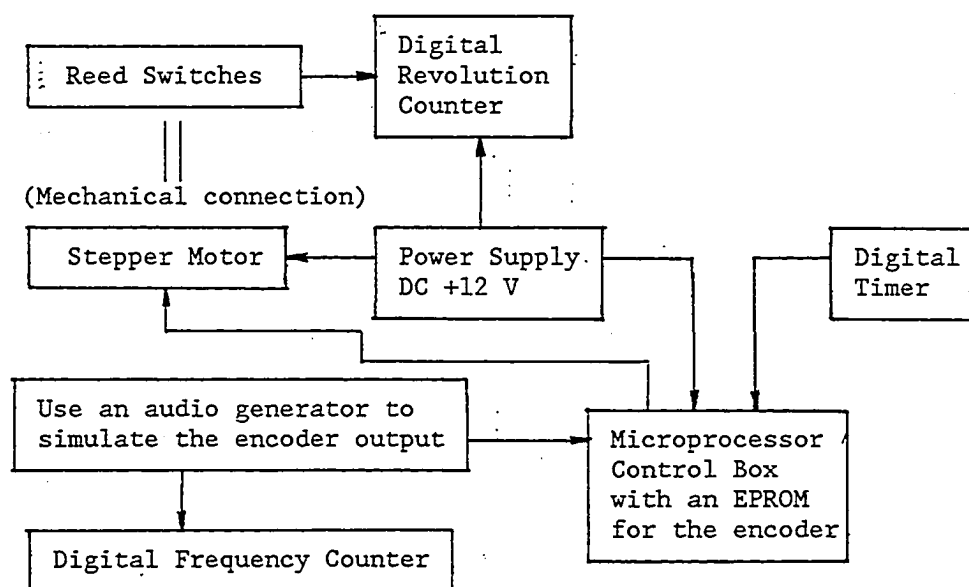 Reed Switches
Digital
Revolution
Counter
(Mechanical connection)
Stepper Motor
Power Supply
DC +12 V
Digital
Timer
Use an audio generator to
simulate the encoder output
Microprocessor
Control Box
with an EPROM
for the encoder
Digital Frequency Counter